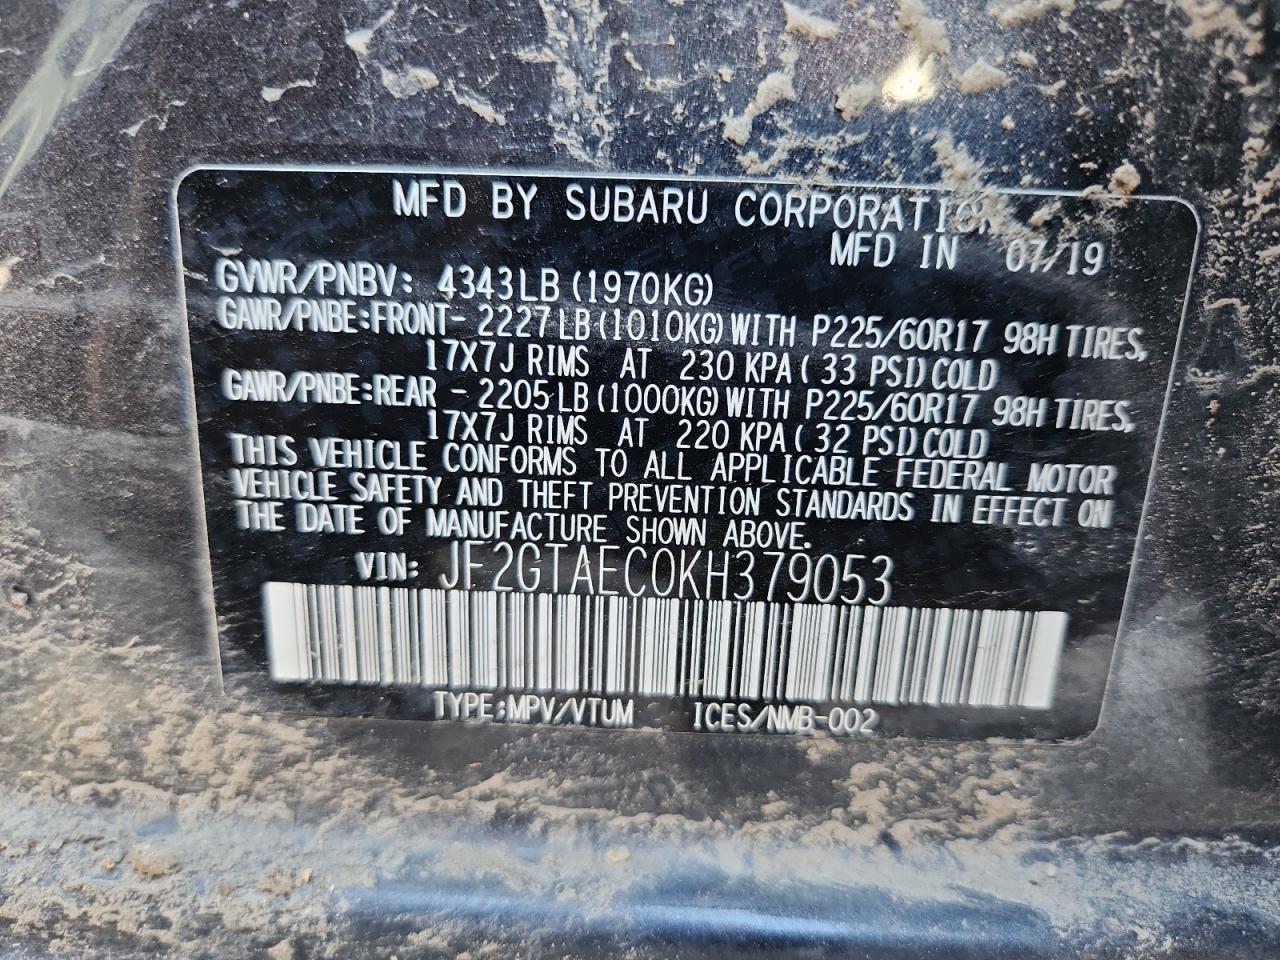 MFD BY SUBARU CORPORATION
MFD IN 07/19
GVWR/PNBV: 4343LB (1970KG)
GAWR/PNBE:FRONT- 2227LB (1010KG) WITH P225/60R17 98H TIRES,
17X7J RIMS AT 230 KPA ( 33 PSI) COLD
GAWR/PNBE:REAR - 2205LB (1000KG) WITH P225/60R17 98H TIRES,
17X7J RIMS AT 220 KPA ( 32 PSI) COLD
THIS VEHICLE CONFORMS TO ALL APPLICABLE FEDERAL MOTOR
VEHICLE SAFETY AND THEFT PREVENTION STANDARDS IN EFFECT ON
THE DATE OF MANUFACTURE SHOWN ABOVE.
VIN: JF2GTAEC0KH379053
TYPE:MPV/VTUM ICES/NMB-002